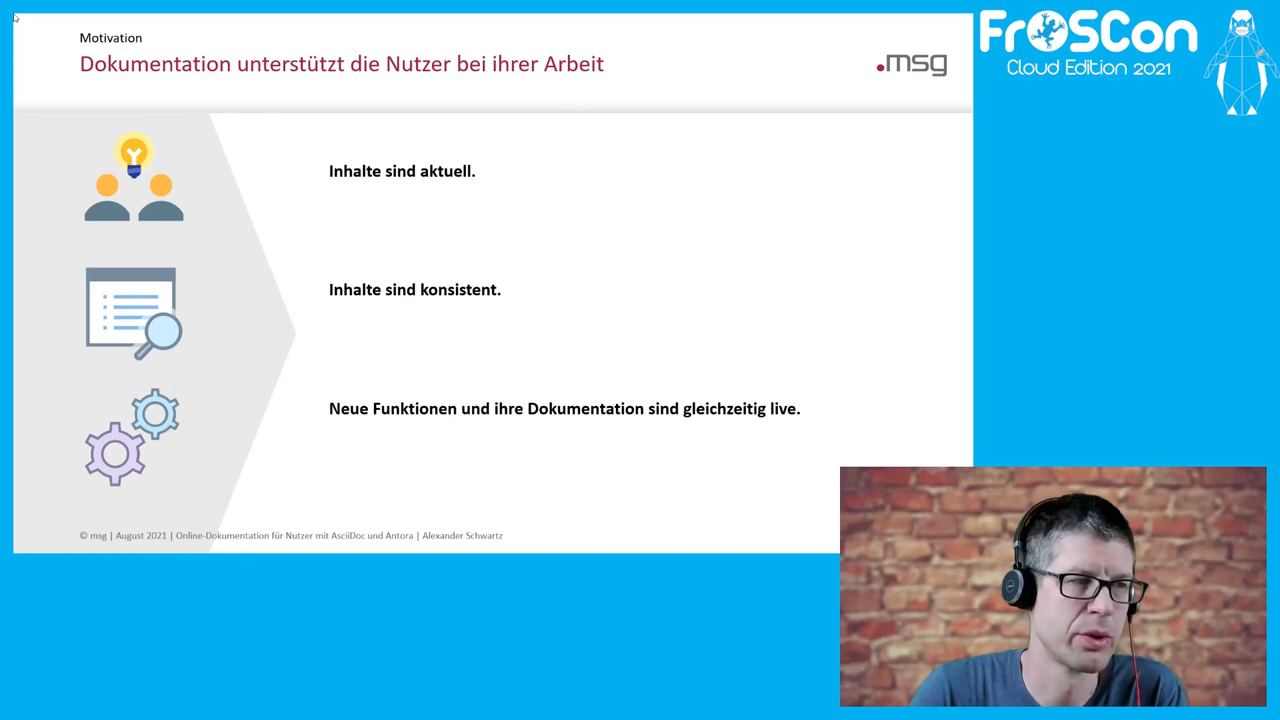 Motivation
Dokumentation unterstützt die Nutzer bei ihrer Arbeit
.msg
FrOSCon
Cloud Edition 2021
Inhalte sind aktuell.
Inhalte sind konsistent.
Neue Funktionen und ihre Dokumentation sind gleichzeitig live.
© msg | August 2021 | Online-Dokumentation für Nutzer mit AsciiDoc und Antora | Alexander Schwartz